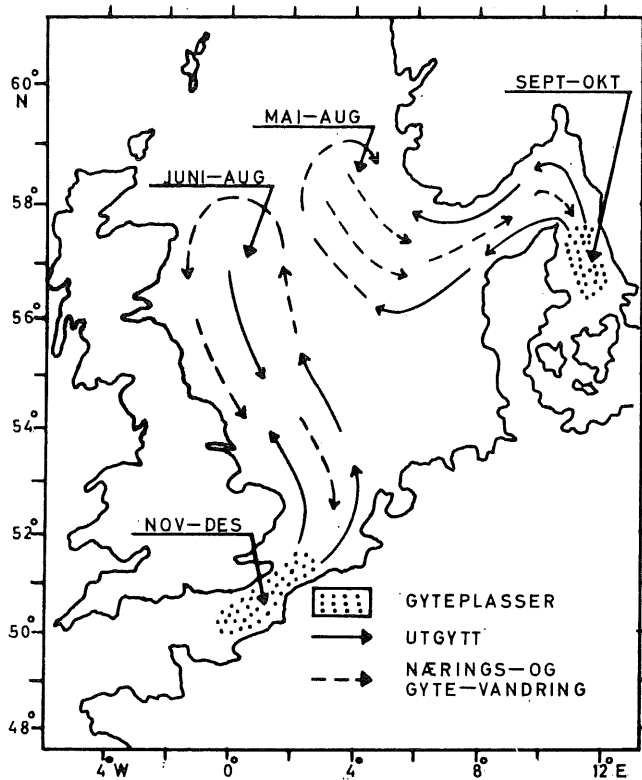 SEPT–OKT
60°
N
MAI–AUG
JUNI–AUG
58°
56°
54°
52°
NOV–DES
GYTEPLASSER
50°
UTGYTT
NÆRINGS–OG
GYTE–VANDRING
48°
4° W 0° 4° 8° 12° E